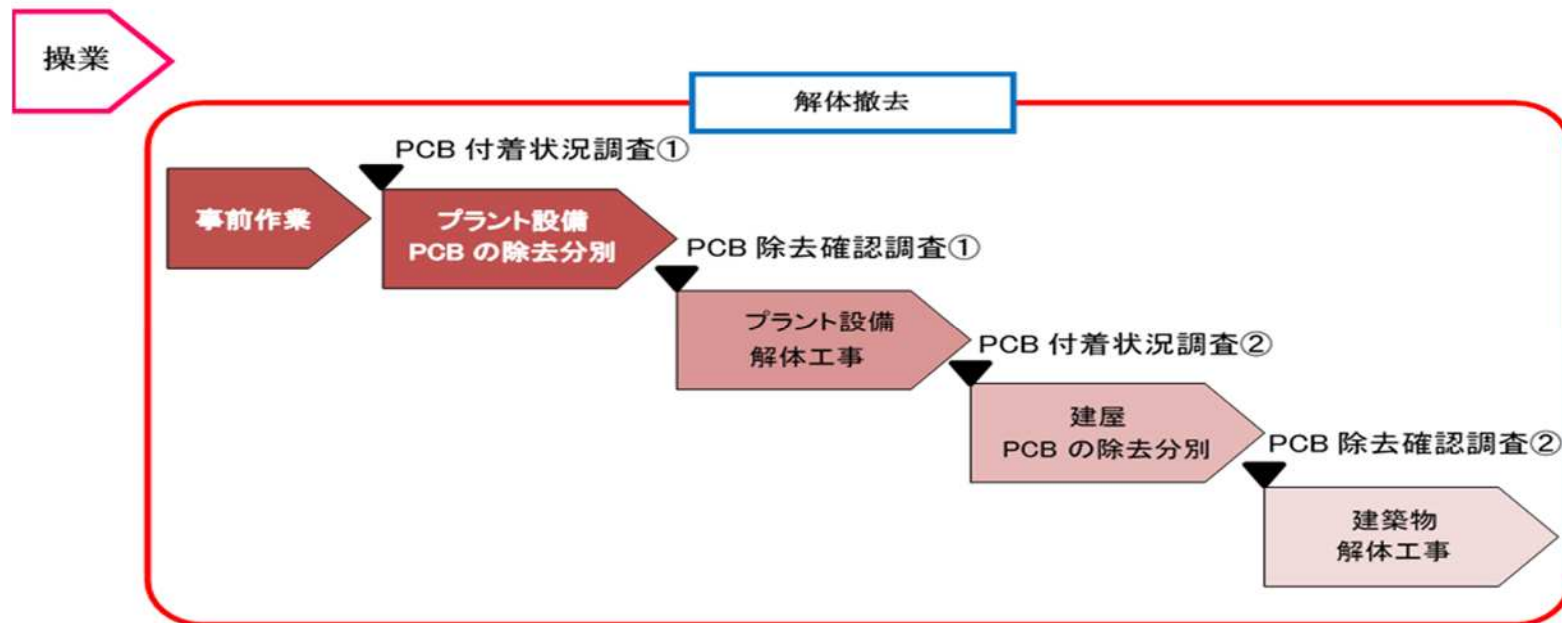 操業
解体撤去
PCB 付着状況調査①
事前作業
プラント設備
PCB の除去分別
PCB 除去確認調査①
プラント設備
解体工事
PCB 付着状況調査②
建屋
PCB の除去分別
PCB 除去確認調査②
建築物
解体工事